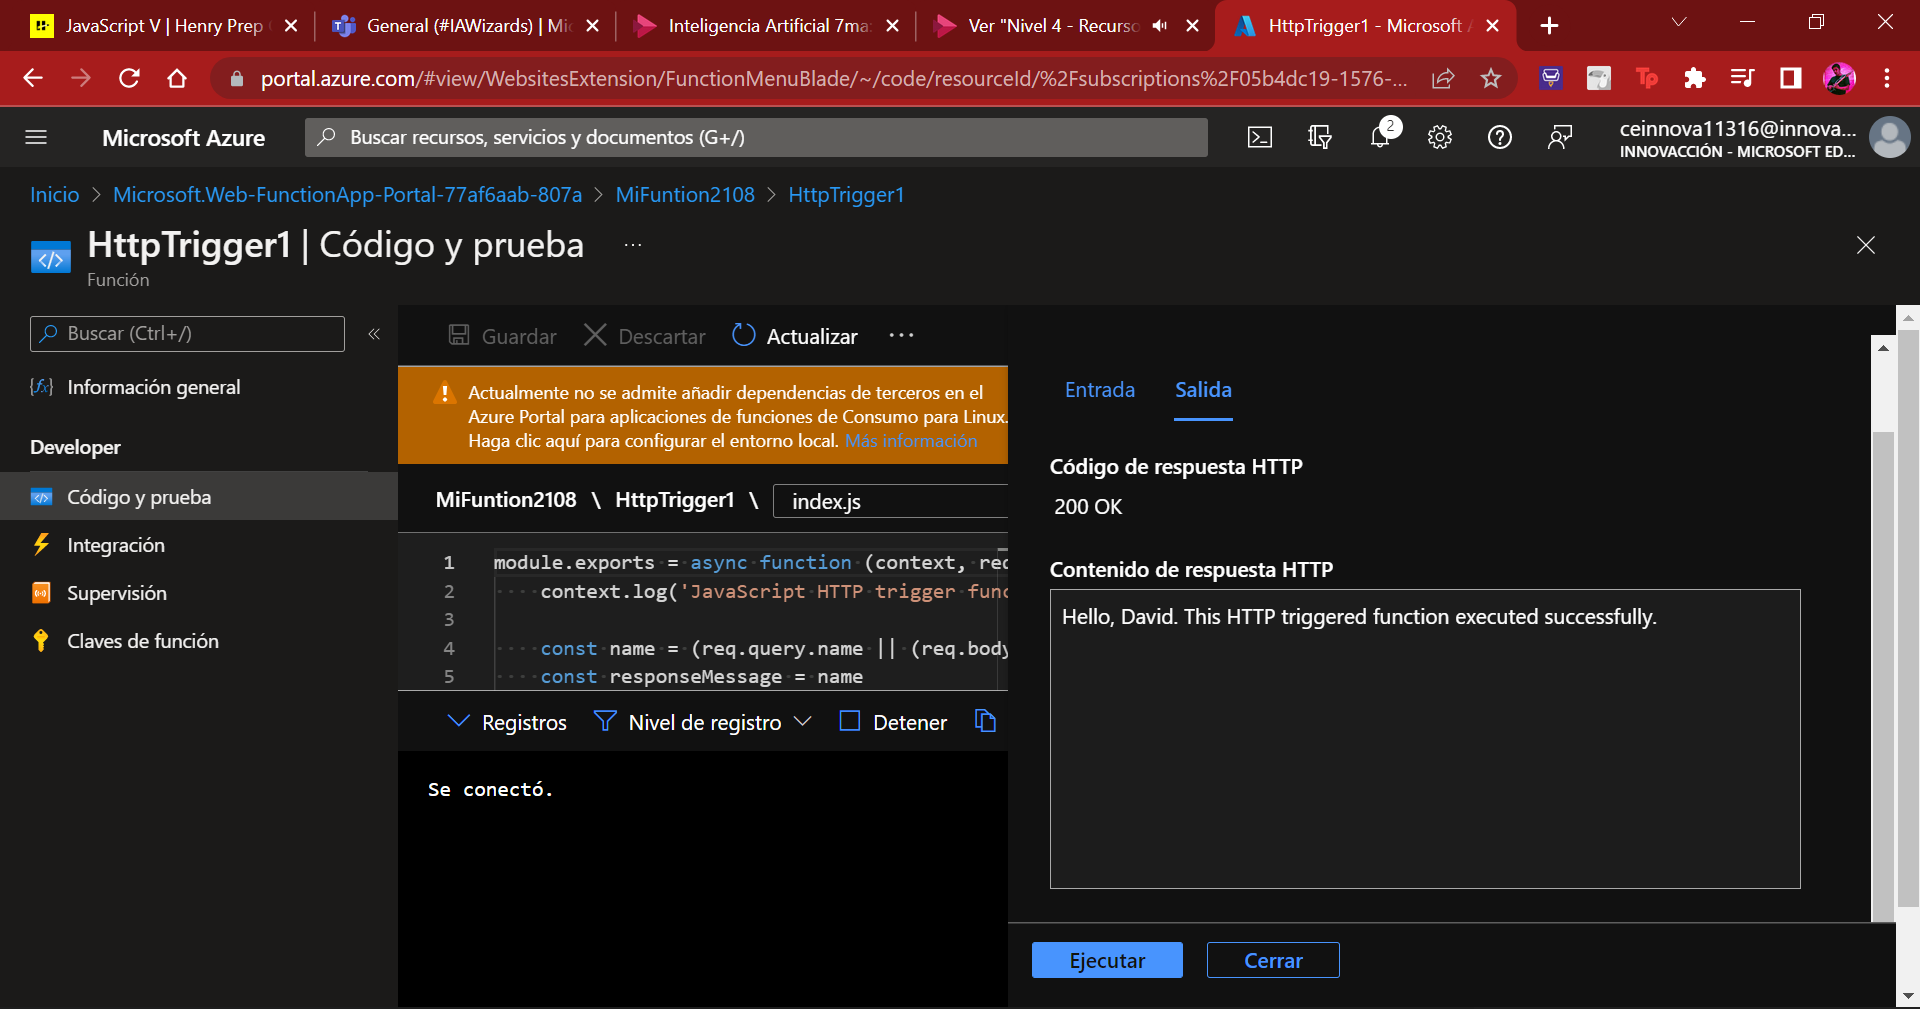 JavaScript V | Henry Prep
General (#IAWizards) | Mi
Inteligencia Artificial 7ma
Ver "Nivel 4 - Recurso
HttpTrigger1 - Microsoft A
portal.azure.com/#view/WebsitesExtension/FunctionMenuBlade/~/code/resourceId/%2Fsubscriptions%2F05b4dc19-1576-...
Tp
Microsoft Azure
Buscar recursos, servicios y documentos (G+/)
2
ceinnova11316@innova...
INNOVACCIÓN - MICROSOFT ED...
Inicio > Microsoft.Web-FunctionApp-Portal-77af6aab-807a > MiFuntion2108 > HttpTrigger1
HttpTrigger1 | Código y prueba ...
Función
Buscar (Ctrl+/)
«
Información general
Developer
Código y prueba
Integración
Supervisión
Claves de función
Guardar
Descartar
Actualizar
...
Actualmente no se admite añadir dependencias de terceros en el
Azure Portal para aplicaciones de funciones de Consumo para Linux.
Haga clic aquí para configurar el entorno local. Más información
MiFuntion2108 \ HttpTrigger1 \ index.js
1 module.exports = async function (context, req
2 context.log('JavaScript HTTP trigger func
3
4 const name = (req.query.name || (req.body
5 const responseMessage = name
Registros
Nivel de registro
Detener
Se conectó.
Entrada
Salida
Código de respuesta HTTP
200 OK
Contenido de respuesta HTTP
Hello, David. This HTTP triggered function executed successfully.
Ejecutar
Cerrar